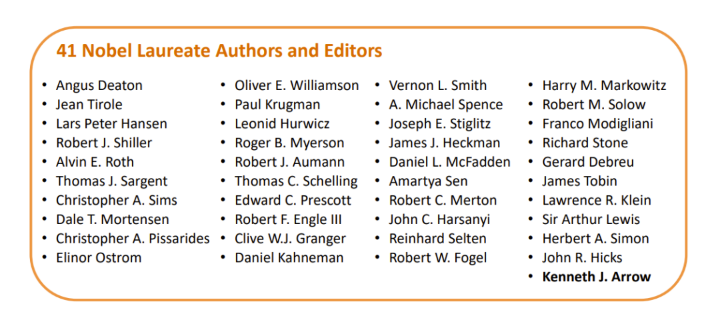 41 Nobel Laureate Authors and Editors
• Angus Deaton
• Jean Tirole
• Lars Peter Hansen
• Robert J. Shiller
• Alvin E. Roth
• Thomas J. Sargent
• Christopher A. Sims
• Dale T. Mortensen
• Christopher A. Pissarides
• Elinor Ostrom
• Oliver E. Williamson
• Paul Krugman
• Leonid Hurwicz
• Roger B. Myerson
• Robert J. Aumann
• Thomas C. Schelling
• Edward C. Prescott
• Robert F. Engle III
• Clive W.J. Granger
• Daniel Kahneman
• Vernon L. Smith
• A. Michael Spence
• Joseph E. Stiglitz
• James J. Heckman
• Daniel L. McFadden
• Amartya Sen
• Robert C. Merton
• John C. Harsanyi
• Reinhard Selten
• Robert W. Fogel
• Harry M. Markowitz
• Robert M. Solow
• Franco Modigliani
• Richard Stone
• Gerard Debreu
• James Tobin
• Lawrence R. Klein
• Sir Arthur Lewis
• Herbert A. Simon
• John R. Hicks
• Kenneth J. Arrow